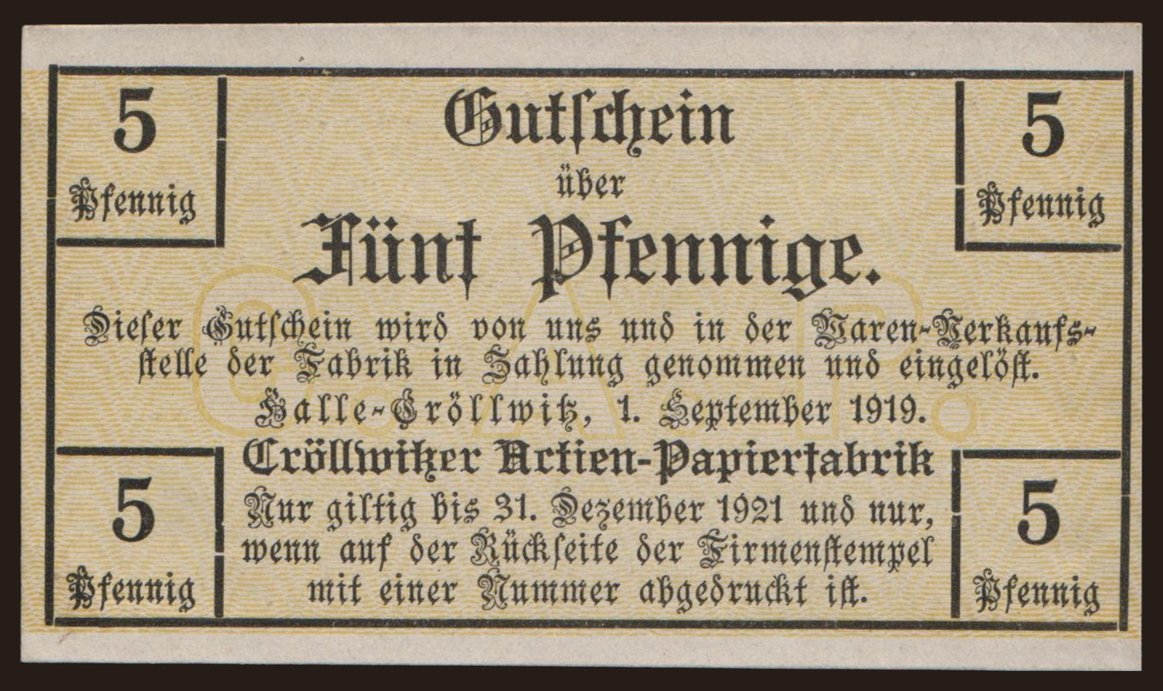 5
Pfennig
5
Pfennig
Gutschein
über
Fünf Pfennige.
Dieser Gutschein wird von uns und in der Waren-Verkaufs-
stelle der Fabrik in Zahlung genommen und eingelöst.
Halle-Cröllwitz, 1. September 1919.
Cröllwitzer Actien-Papierfabrik
Nur giltig bis 31. Dezember 1921 und nur,
wenn auf der Rückseite der Firmenstempel
mit einer Nummer abgedruckt ist.
5
Pfennig
5
Pfennig
C.A.P.